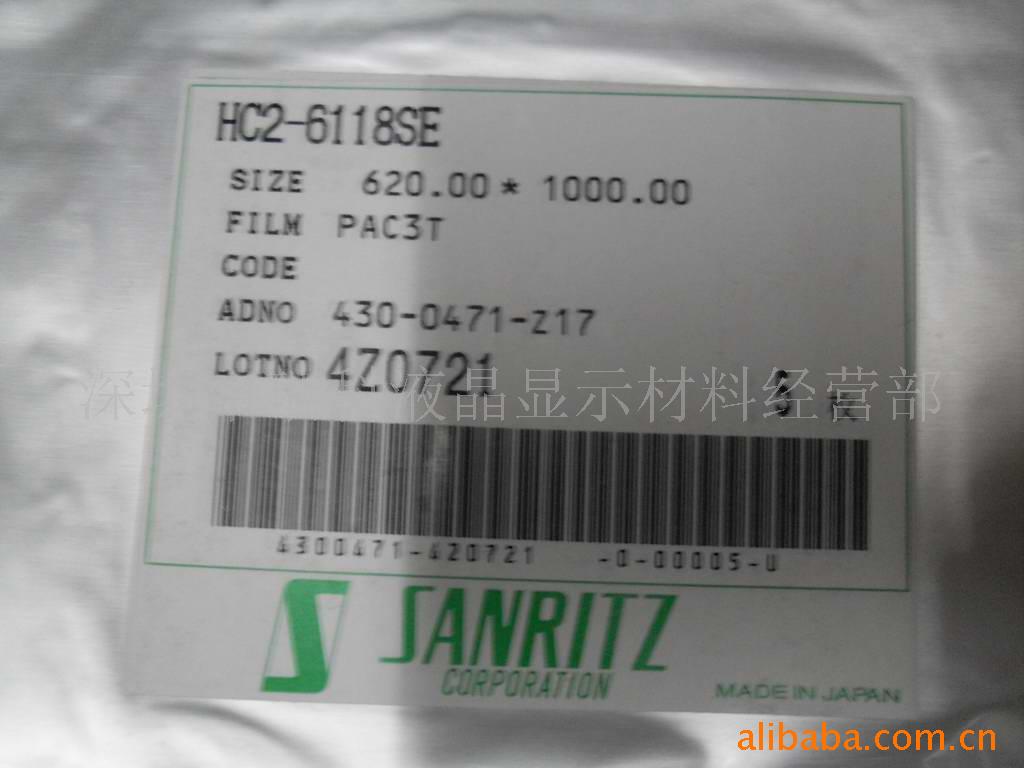 HC2-6118SE
SIZE 620.00 * 1000.00
FILM PAC3T
CODE
ADNO 430-0471-Z17
LOTNO 4Z0721
深 液晶显示材料经营部
4300471-4Z0721 -0-00005-U
SANRITZ
CORPORATION
MADE IN JAPAN
alibaba.com.cn